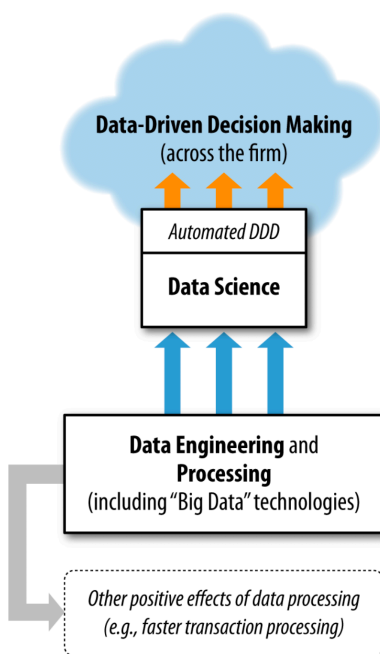 Data-Driven Decision Making
(across the firm)
Automated DDD
Data Science
Data Engineering and
Processing
(including “Big Data” technologies)
Other positive effects of data processing
(e.g., faster transaction processing)